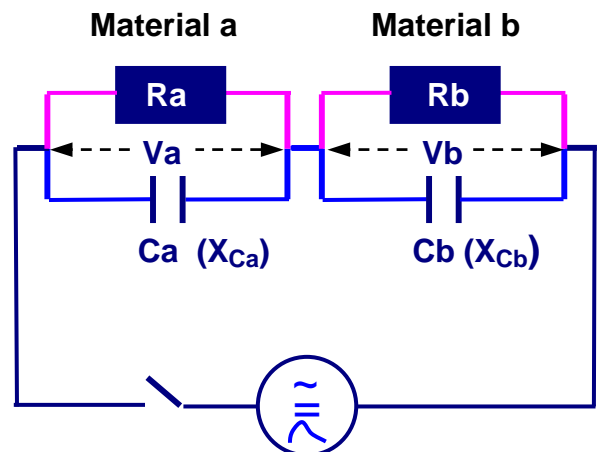 Material a Material b
Ra Rb
Va Vb
Ca (XCa) Cb (XCb)